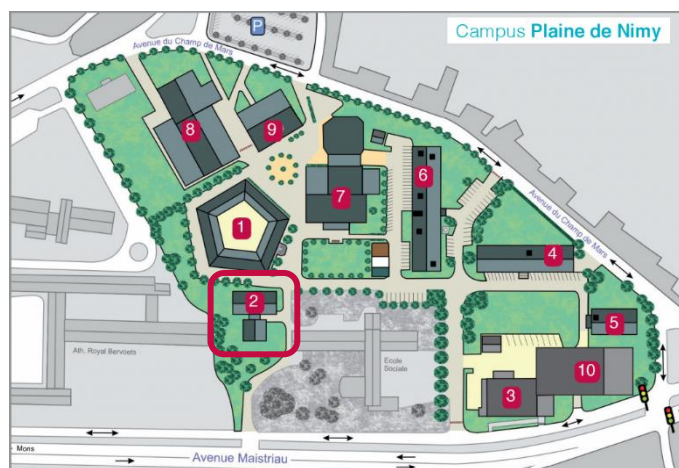 Campus Plaine de Nimy
P
Avenue du Champ de Mars
8
9
7
6
1
Avenue du Champ de Mars
4
2
5
Ath. Royal Bervoets
Ecole
Sociale
10
3
Mons
Avenue Maistriau